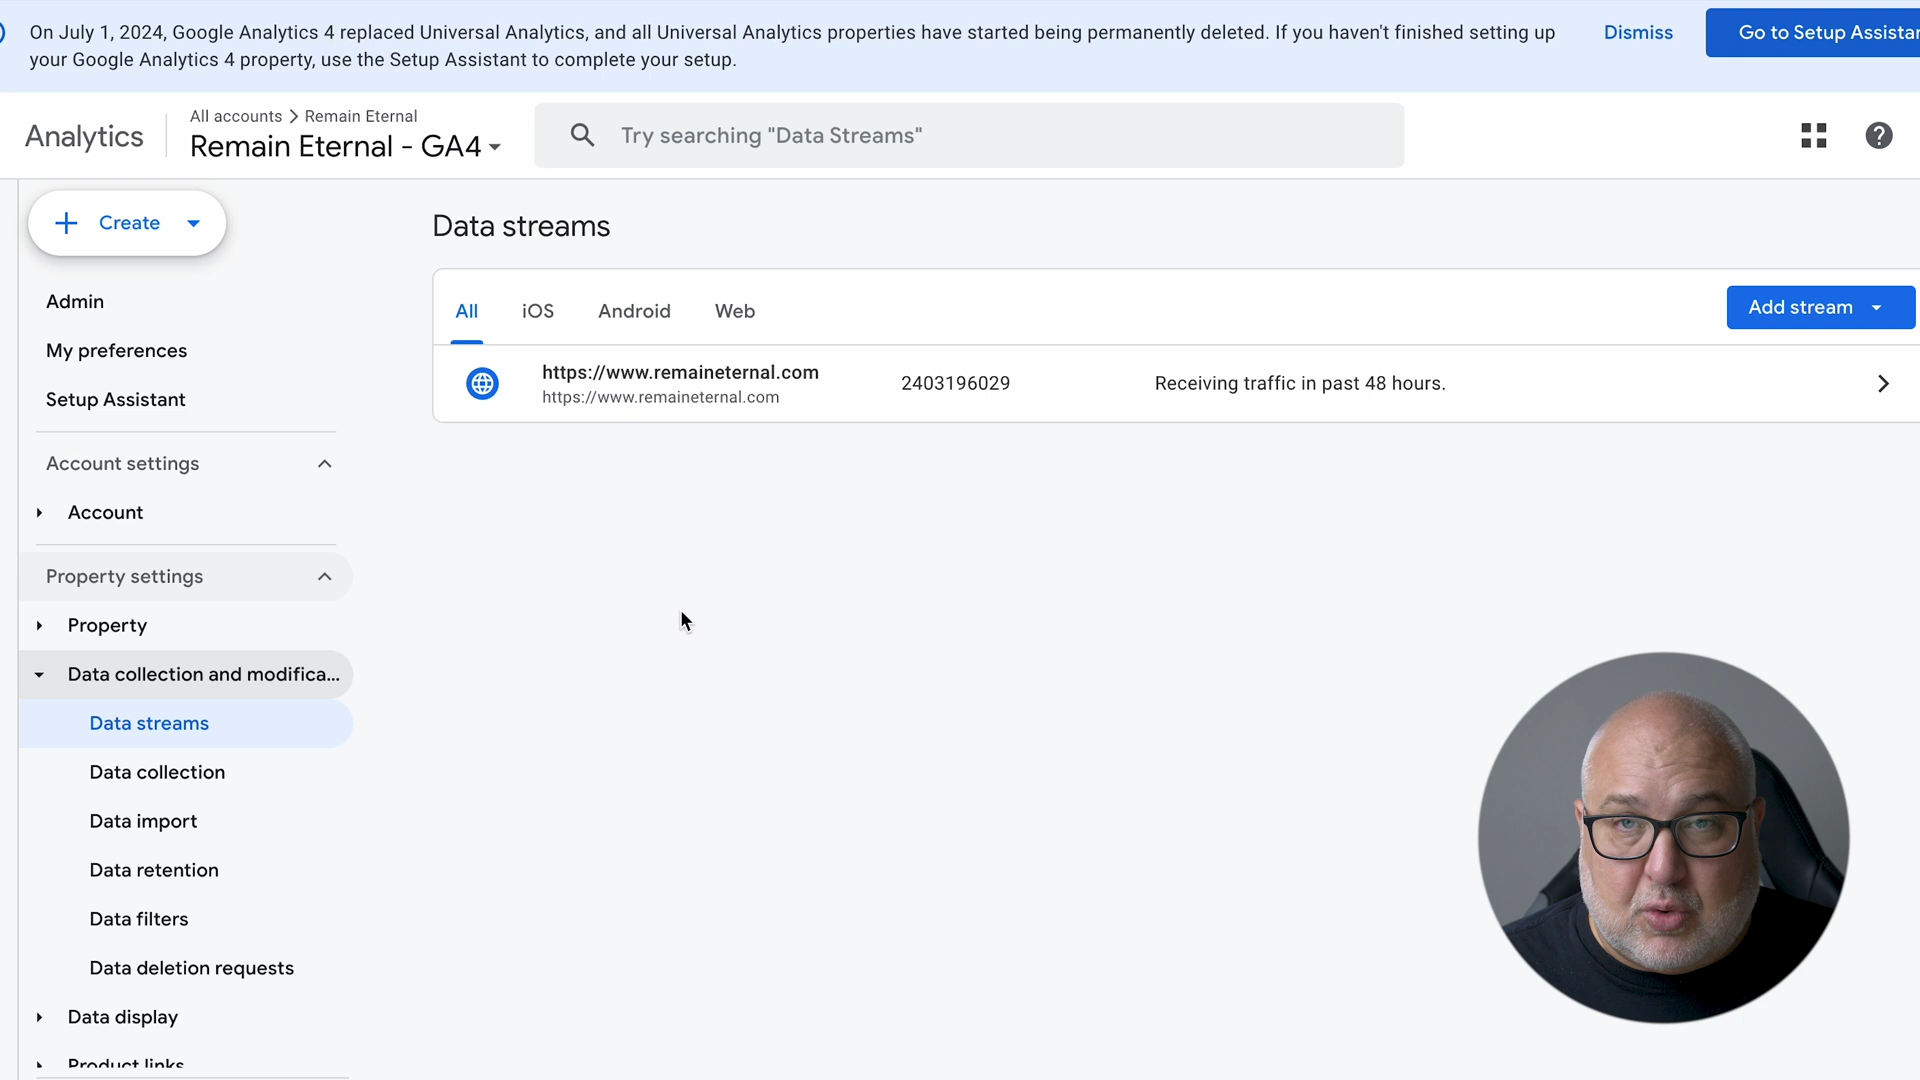 On July 1, 2024, Google Analytics 4 replaced Universal Analytics, and all Universal Analytics properties have started being permanently deleted. If you haven't finished setting up
your Google Analytics 4 property, use the Setup Assistant to complete your setup.
Dismiss
Go to Setup Assistan
Analytics
All accounts > Remain Eternal
Remain Eternal - GA4
Try searching "Data Streams"
Create
Admin
My preferences
Setup Assistant
Account settings
Account
Property settings
Property
Data collection and modifica...
Data streams
Data collection
Data import
Data retention
Data filters
Data deletion requests
Data display
Product links
Data streams
All iOS Android Web
Add stream
https://www.remaineternal.com
https://www.remaineternal.com
2403196029
Receiving traffic in past 48 hours.